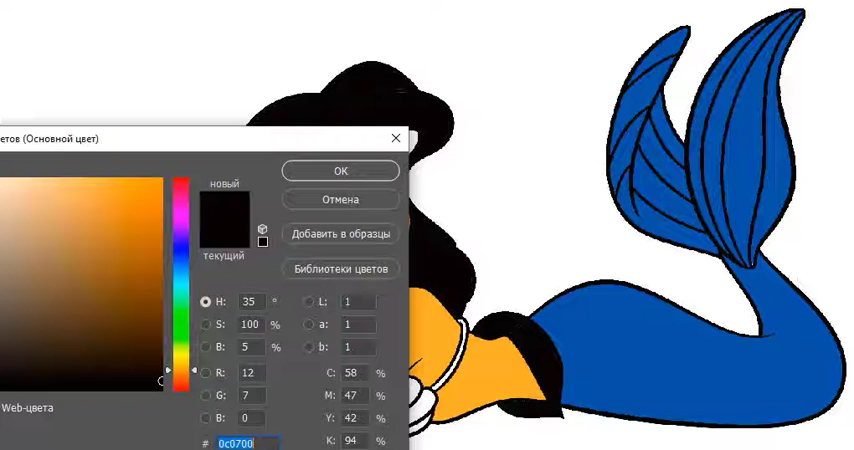 етов (Основной цвет)
новый
OK
Отмена
Добавить в образцы
текущий
Библиотеки цветов
H: 35 ° L: 1
S: 100 % a: 1
B: 5 % b: 1
R: 12 C: 58 %
G: 7 M: 47 %
B: 0 Y: 42 %
Web-цвета
# 0c0700 K: 94 %